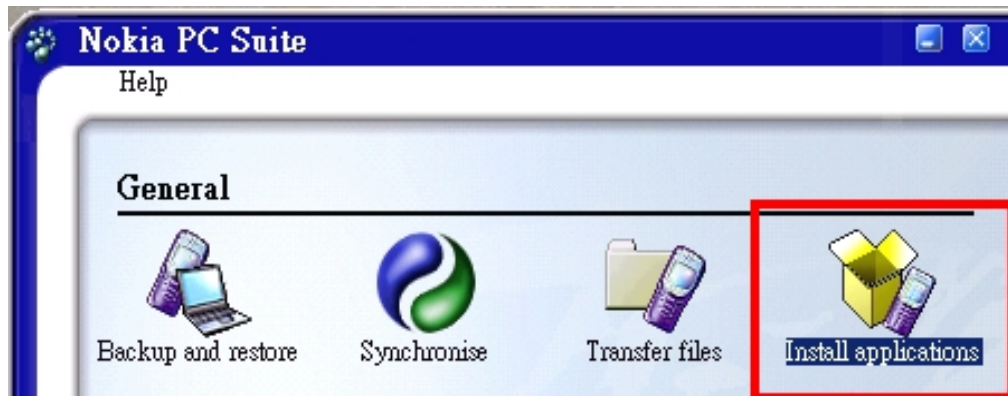 Nokia PC Suite
Help
General
Backup and restore Synchronise Transfer files Install applications